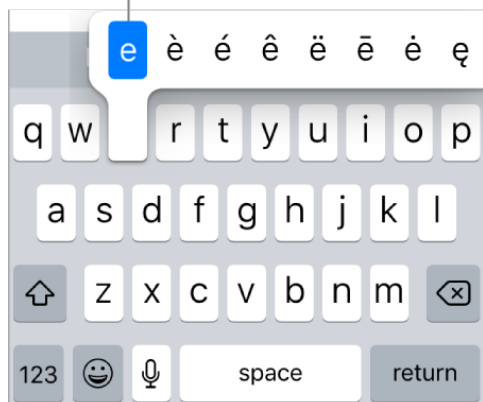 e è é ê ë ē ė ę
q w r t y u i o p
a s d f g h j k l
z x c v b n m
123 space return